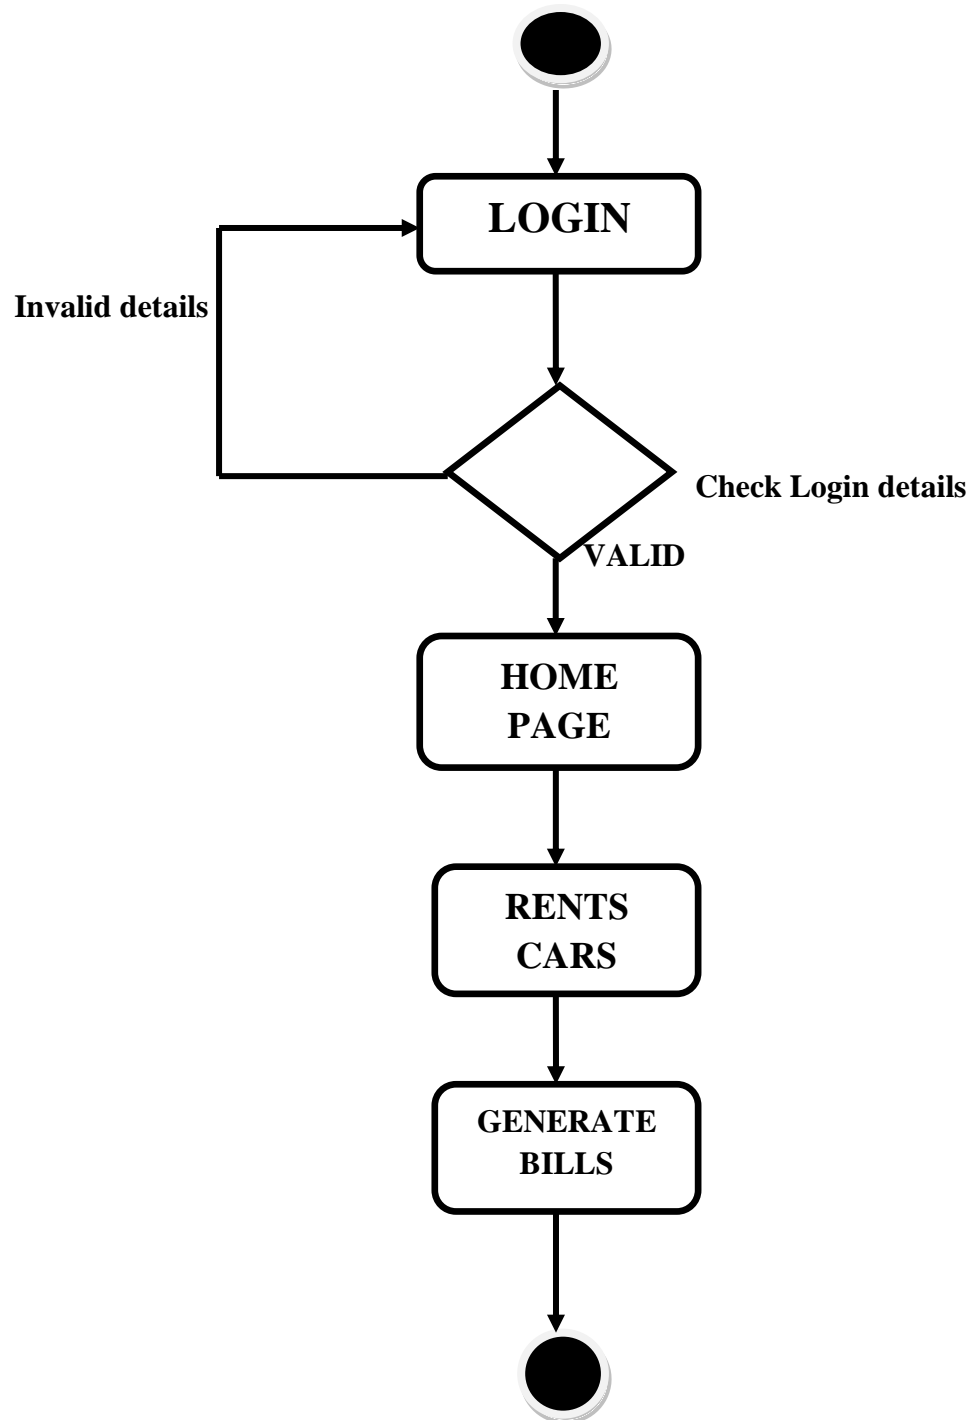 LOGIN
Invalid details
Check Login details
VALID
HOME
PAGE
RENTS
CARS
GENERATE
BILLS